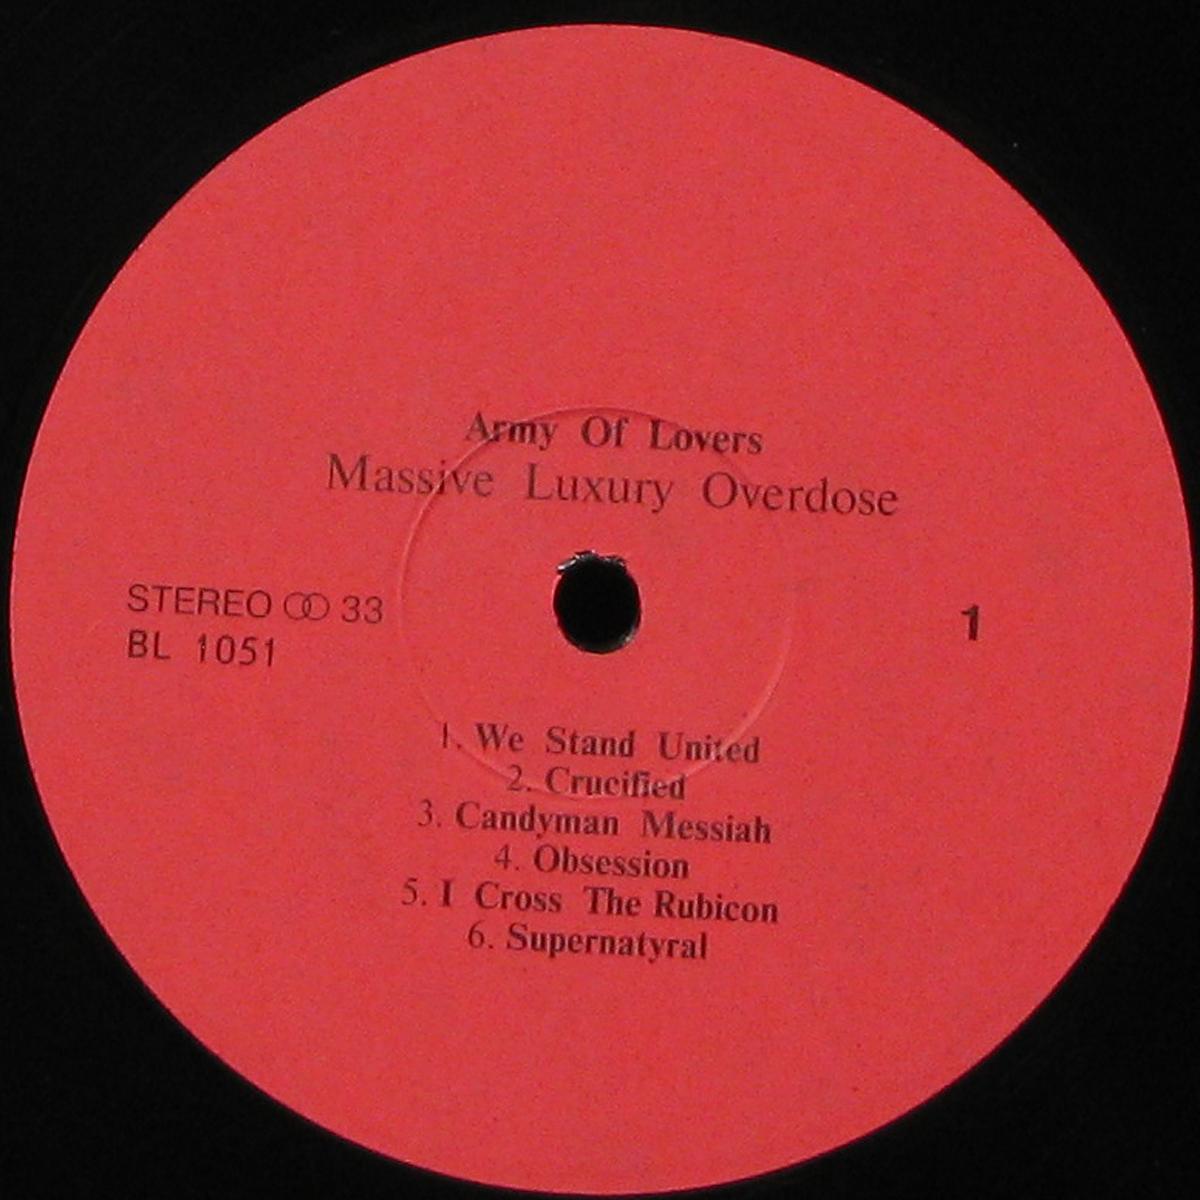 Army Of Lovers
Massive Luxury Overdose
STEREO 33
BL 1051
1
1. We Stand United
2. Crucified
3. Candyman Messiah
4. Obsession
5. I Cross The Rubicon
6. Supernatyral